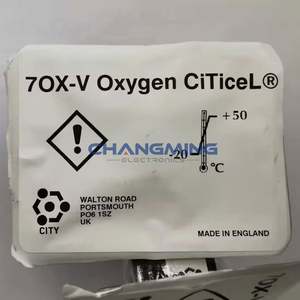 7OX-V Oxygen CiTiceL®
CHANGMING
ELECTRONICS
+50
-20
°C
CITY
WALTON ROAD
PORTSMOUTH
PO6 1SZ
UK
MADE IN ENGLAND